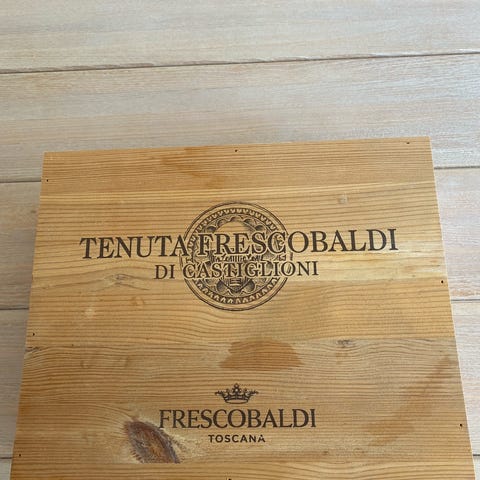 TENUTA FRESCOBALDI
DI CASTIGLIONI
FRESCOBALDI
TOSCANA